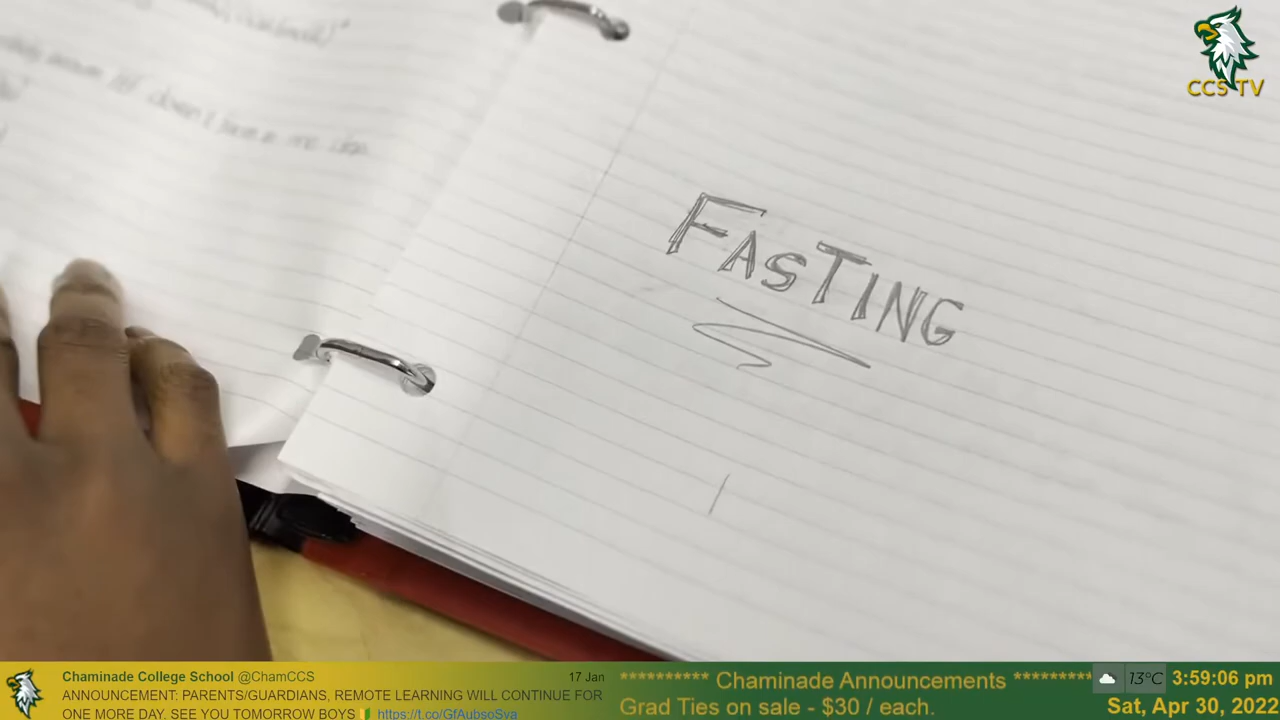 CCS TV
FASTING
Chaminade College School @ChamCCS 17 Jan
ANNOUNCEMENT: PARENTS/GUARDIANS, REMOTE LEARNING WILL CONTINUE FOR
ONE MORE DAY. SEE YOU TOMORROW BOYS https://t.co/GfAubsoSva
********** Chaminade Announcements **********
Grad Ties on sale - $30 / each.
13°C 3:59:06 pm
Sat, Apr 30, 2022